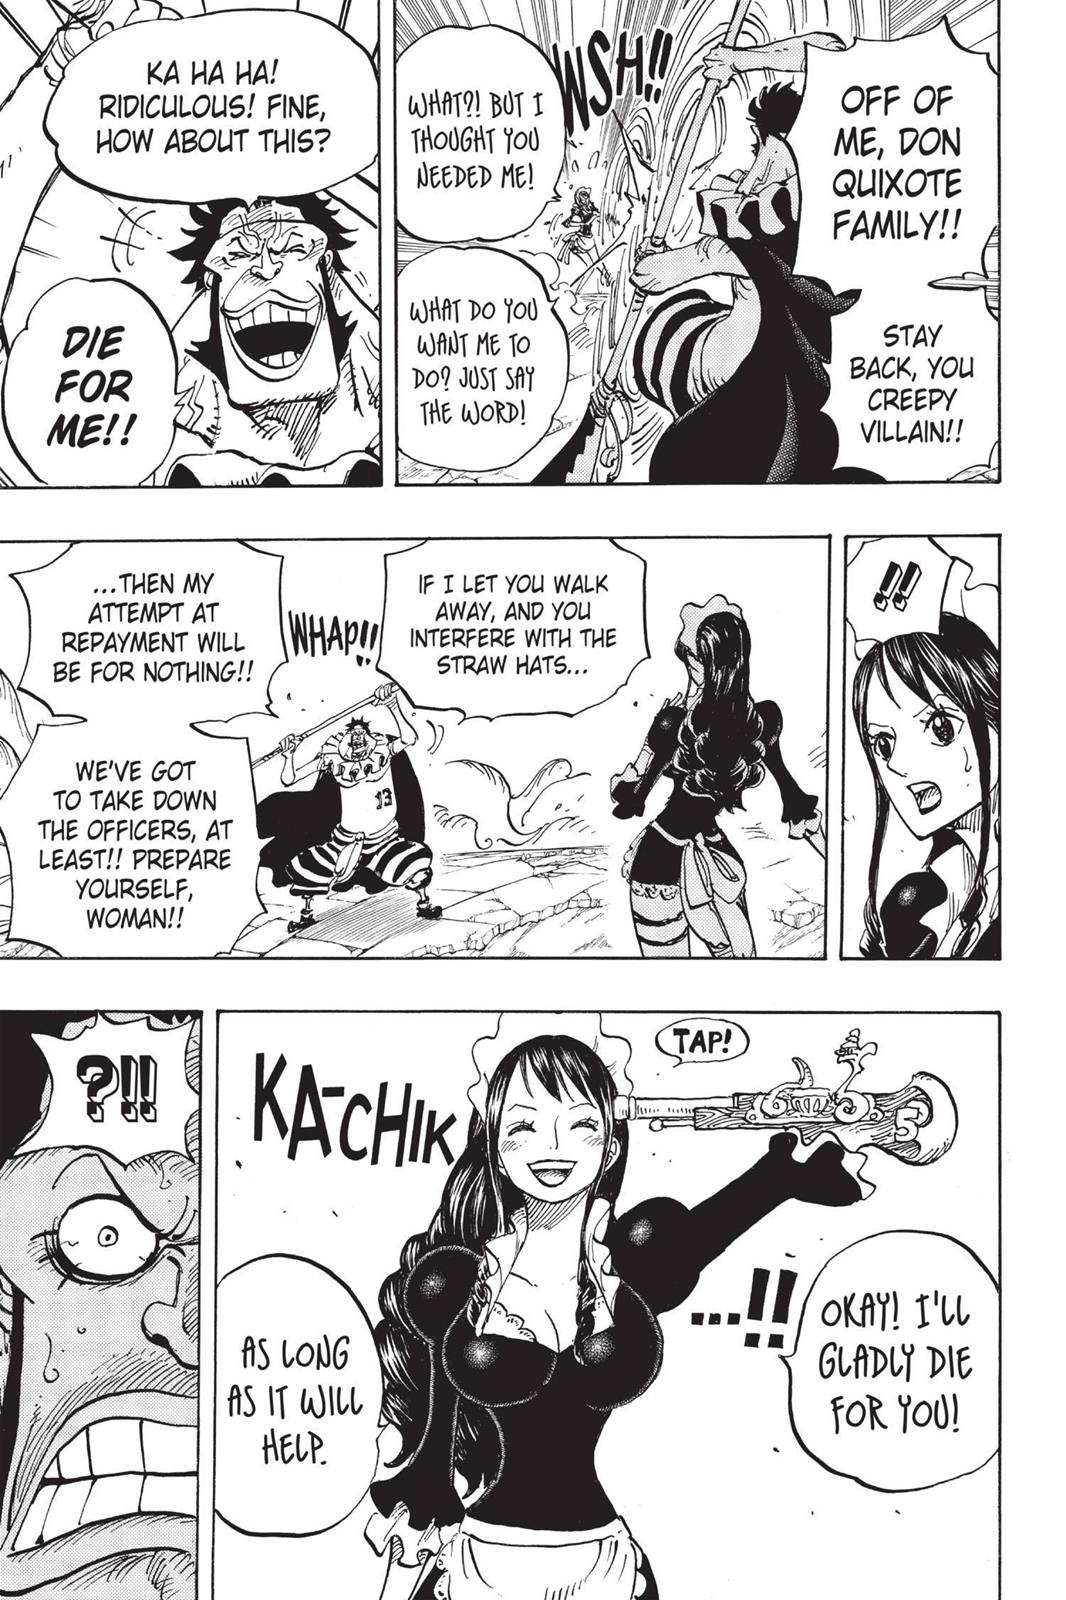 OFF OF
ME, DON
QUIXOTE
FAMILY!!
STAY
BACK, YOU
CREEPY
VILLAIN!!
WSH!!
WHAT?! BUT I
THOUGHT YOU
NEEDED ME!
WHAT DO YOU
WANT ME TO
DO? JUST SAY
THE WORD!
KA HA HA!
RIDICULOUS! FINE,
HOW ABOUT THIS?
DIE
FOR
ME!!
!!
IF I LET YOU WALK
AWAY, AND YOU
INTERFERE WITH THE
STRAW HATS...
WHAP!!
13
...THEN MY
ATTEMPT AT
REPAYMENT WILL
BE FOR NOTHING!!
WE'VE GOT
TO TAKE DOWN
THE OFFICERS, AT
LEAST!! PREPARE
YOURSELF,
WOMAN!!
TAP!
5
OKAY! I'LL
GLADLY DIE
FOR YOU!
...!!
KA-CHIK
AS LONG
AS IT WILL
HELP.
?!!